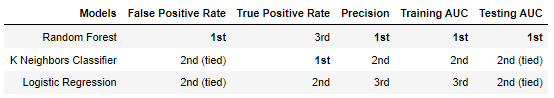 Models False Positive Rate True Positive Rate Precision Training AUC Testing AUC
Random Forest 1st 3rd 1st 1st 1st
K Neighbors Classifier 2nd (tied) 1st 2nd 2nd 2nd (tied)
Logistic Regression 2nd (tied) 2nd 3rd 3rd 2nd (tied)